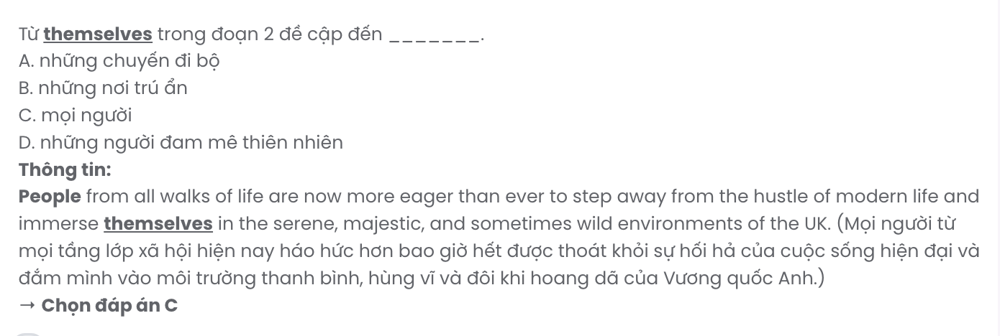 Từ themselves trong đoạn 2 đề cập đến _______.
A. những chuyến đi bộ
B. những nơi trú ẩn
C. mọi người
D. những người đam mê thiên nhiên
Thông tin:
People from all walks of life are now more eager than ever to step away from the hustle of modern life and
immerse themselves in the serene, majestic, and sometimes wild environments of the UK. (Mọi người từ
mọi tầng lớp xã hội hiện nay háo hức hơn bao giờ hết được thoát khỏi sự hối hả của cuộc sống hiện đại và
đắm mình vào môi trường thanh bình, hùng vĩ và đôi khi hoang dã của Vương quốc Anh.)
→ Chọn đáp án C